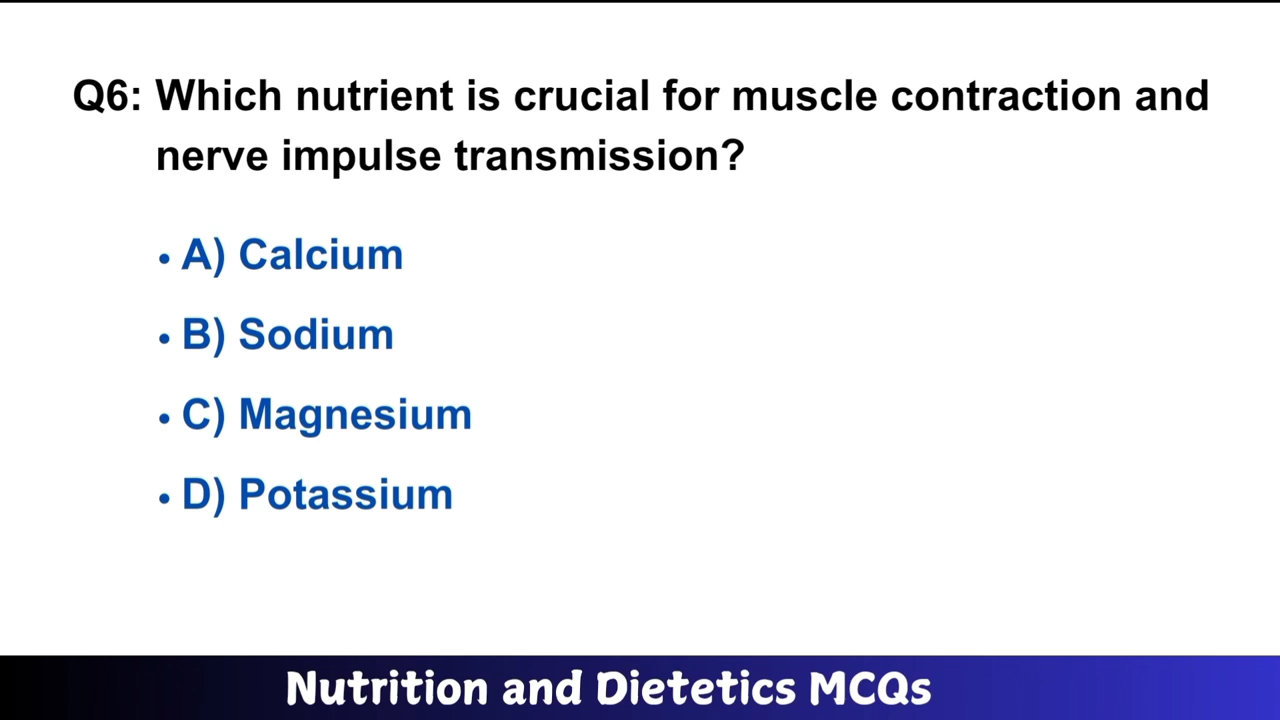 Q6: Which nutrient is crucial for muscle contraction and
nerve impulse transmission?
• A) Calcium
• B) Sodium
• C) Magnesium
• D) Potassium
Nutrition and Dietetics MCQs